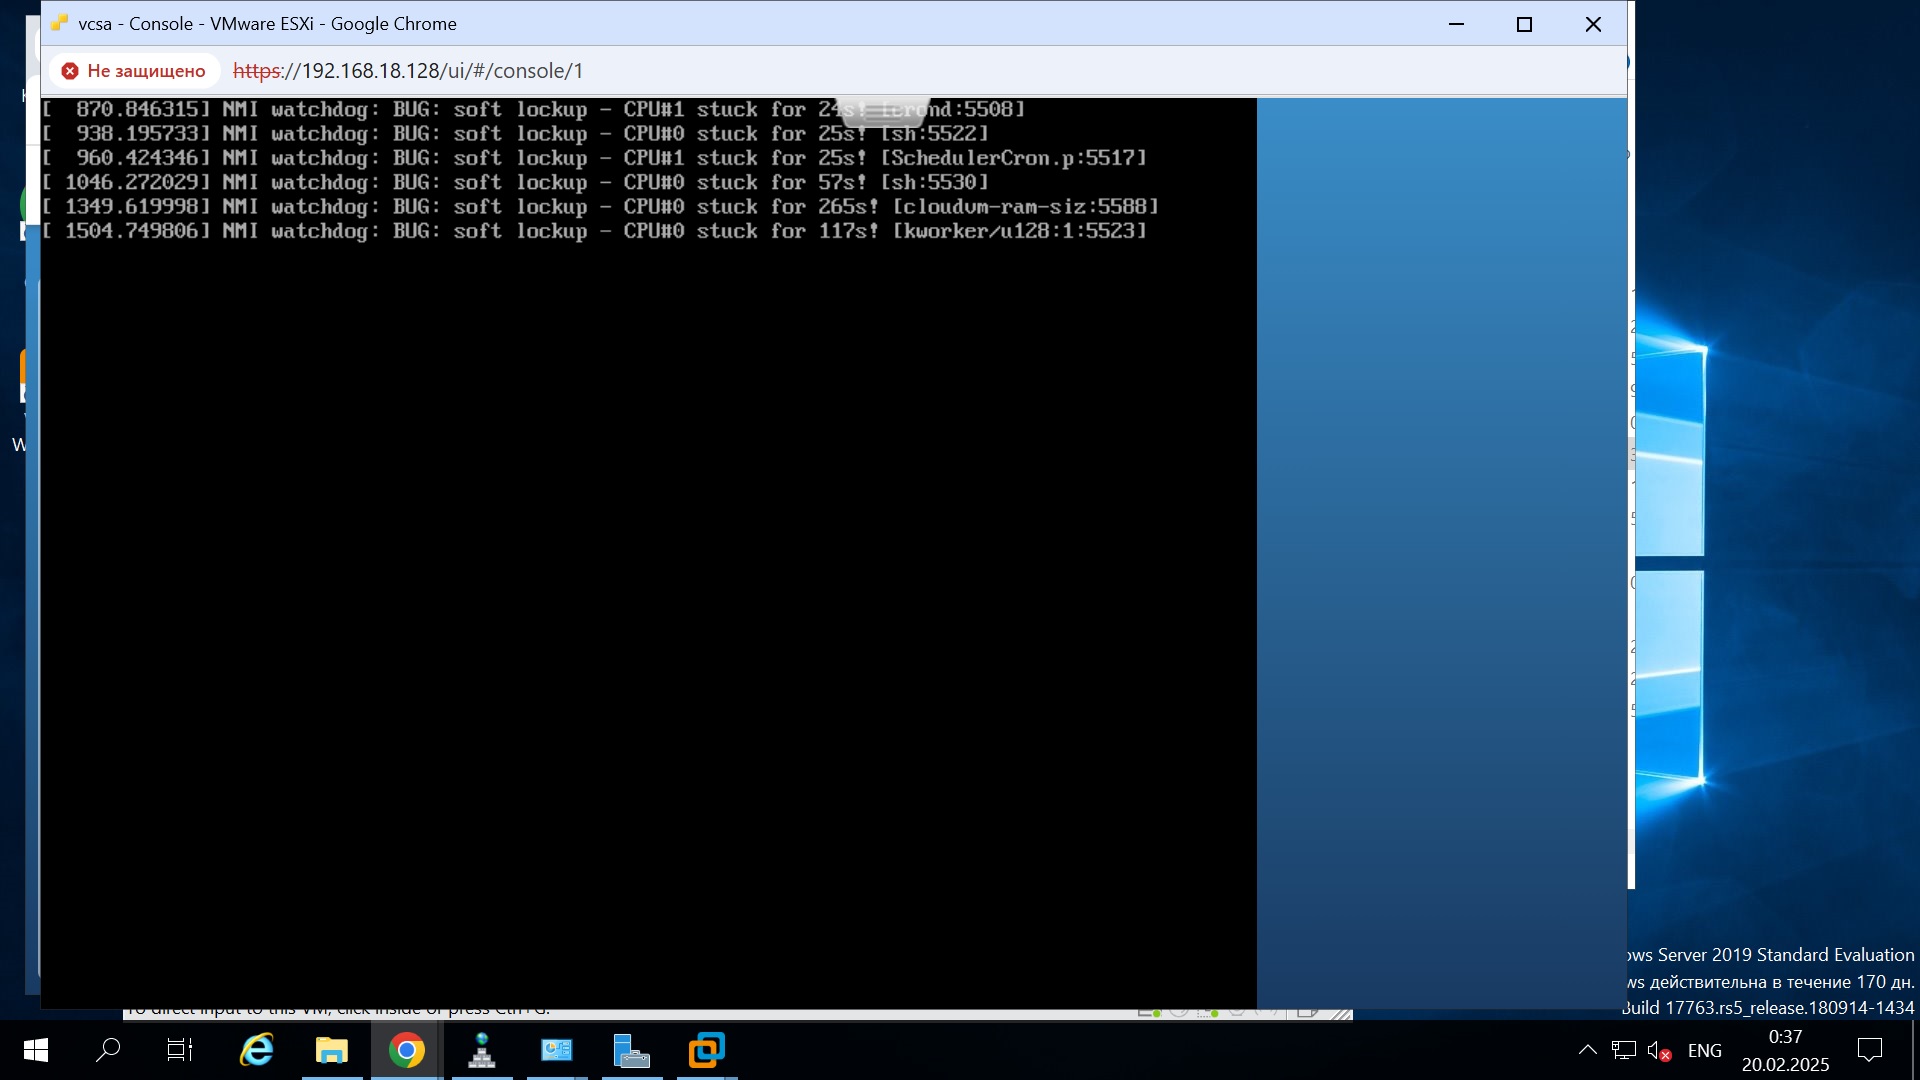 vcsa - Console - VMware ESXi - Google Chrome
Не защищено
https://192.168.18.128/ui/#/console/1
[  870.846315] NMI watchdog: BUG: soft lockup - CPU#1 stuck for 24s! [crond:5508]
[  938.195733] NMI watchdog: BUG: soft lockup - CPU#0 stuck for 25s! [sh:5522]
[  960.424346] NMI watchdog: BUG: soft lockup - CPU#1 stuck for 25s! [SchedulerCron.p:5517]
[ 1046.272029] NMI watchdog: BUG: soft lockup - CPU#0 stuck for 57s! [sh:5530]
[ 1349.619998] NMI watchdog: BUG: soft lockup - CPU#0 stuck for 265s! [cloudvm-ram-siz:5588]
[ 1504.749806] NMI watchdog: BUG: soft lockup - CPU#0 stuck for 117s! [kworker/u128:1:5523]
Server 2019 Standard Evaluation
действительна в течение 170 дн.
Build 17763.rs5_release.180914-1434
To direct input to this VM, click inside or press Ctrl+G.
ENG
0:37
20.02.2025